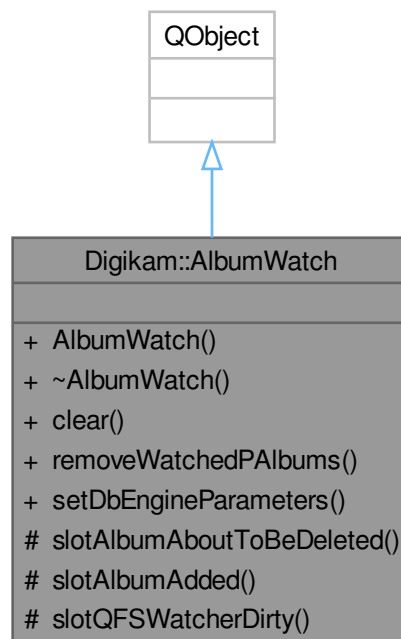 QObject
Digikam::AlbumWatch
+ AlbumWatch()
+ ~AlbumWatch()
+ clear()
+ removeWatchedPAlbums()
+ setDbEngineParameters()
# slotAlbumAboutToBeDeleted()
# slotAlbumAdded()
# slotQFSWatcherDirty()